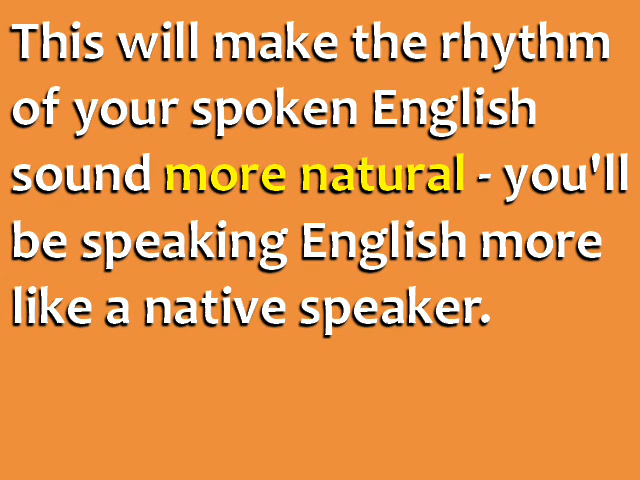 This will make the rhythm
of your spoken English
sound more natural - you'll
be speaking English more
like a native speaker.